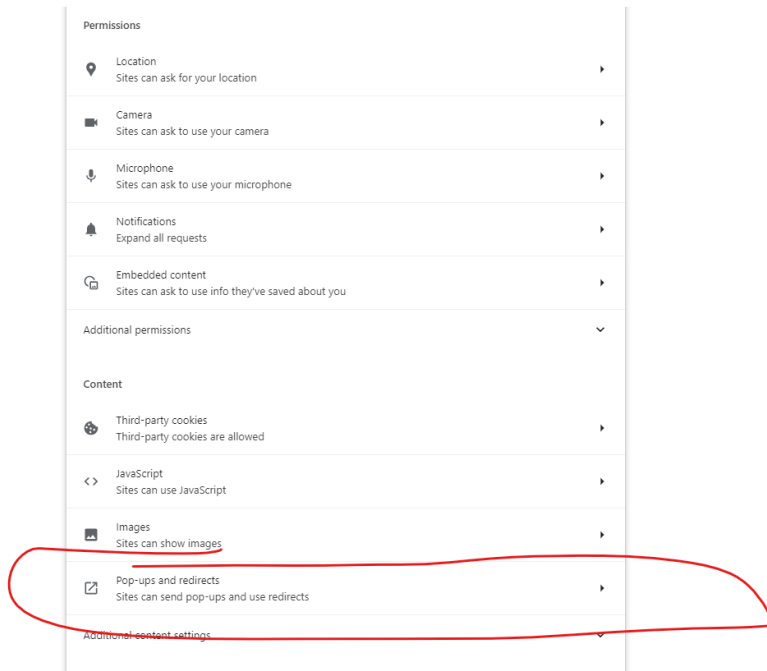 Permissions
Location
Sites can ask for your location
Camera
Sites can ask to use your camera
Microphone
Sites can ask to use your microphone
Notifications
Expand all requests
Embedded content
Sites can ask to use info they've saved about you
Additional permissions
Content
Third-party cookies
Third-party cookies are allowed
JavaScript
Sites can use JavaScript
Images
Sites can show images
Pop-ups and redirects
Sites can send pop-ups and use redirects
Additional content settings